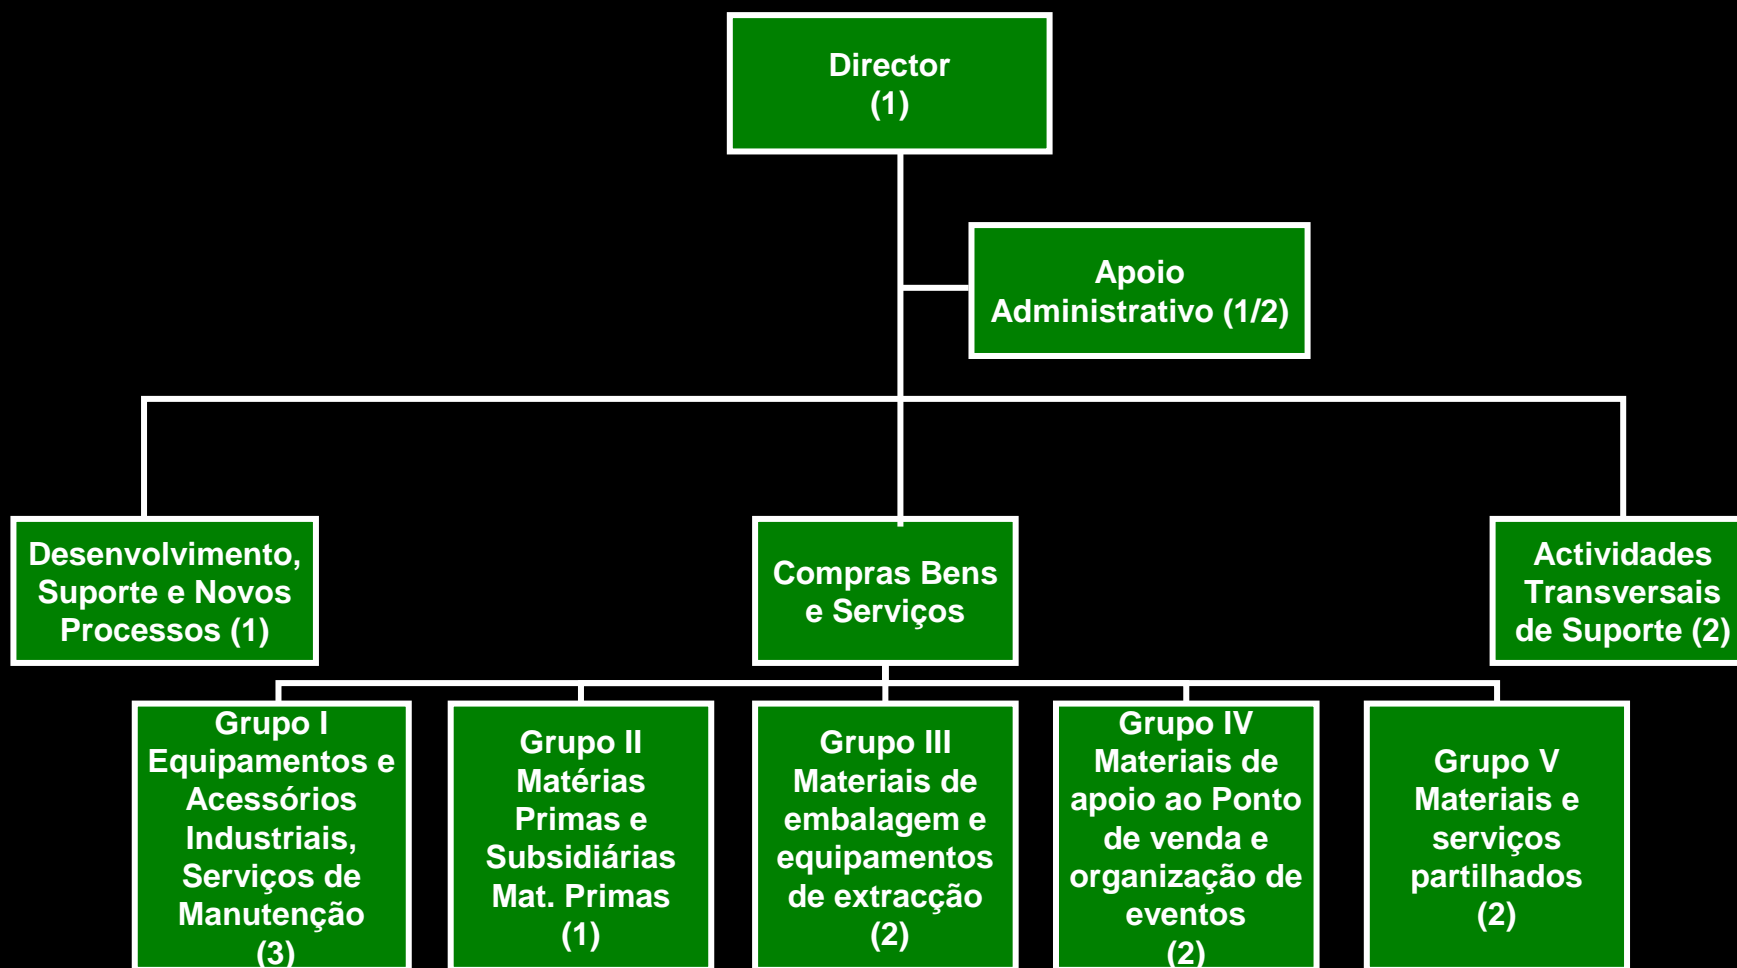 Director
(1)
Apoio
Administrativo (1/2)
Desenvolvimento,
Suporte e Novos
Processos (1)
Compras Bens
e Serviços
Actividades
Transversais
de Suporte (2)
Grupo I
Equipamentos e
Acessórios
Industriais,
Serviços de
Manutenção
(3)
Grupo II
Matérias
Primas e
Subsidiárias
Mat. Primas
(1)
Grupo III
Materiais de
embalagem e
equipamentos
de extracção
(2)
Grupo IV
Materiais de
apoio ao Ponto
de venda e
organização de
eventos
(2)
Grupo V
Materiais e
serviços
partilhados
(2)